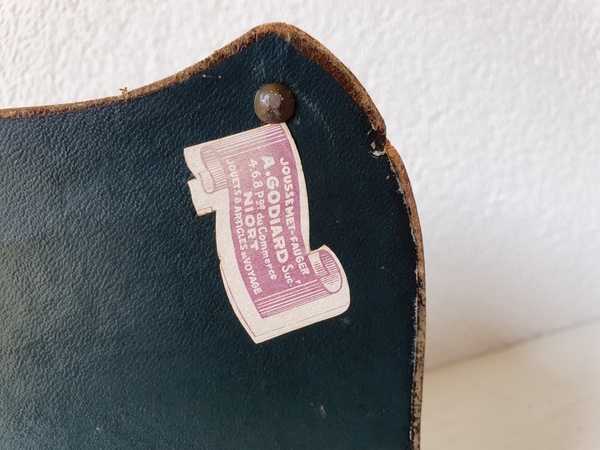 JOUSSEMET-FAUGER
A. GODIARD Sucr.
4.6.8 Pge du Commerce
NIORT
JOUETS & ARTICLES DE VOYAGE